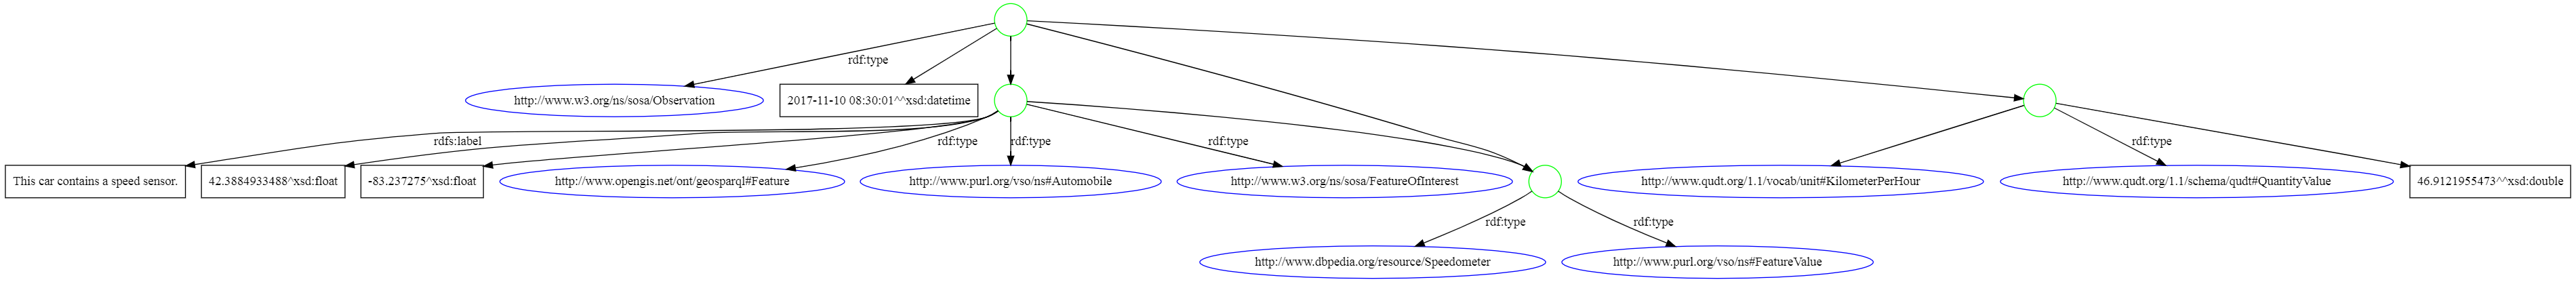 rdf:type
http://www.w3.org/ns/sosa/Observation
2017-11-10 08:30:01^^xsd:datetime
rdfs:label
rdf:type
rdf:type
rdf:type
rdf:type
This car contains a speed sensor.
42.3884933488^xsd:float
-83.237275^xsd:float
http://www.opengis.net/ont/geosparql#Feature
http://www.purl.org/vso/ns#Automobile
http://www.w3.org/ns/sosa/FeatureOfInterest
http://www.qudt.org/1.1/vocab/unit#KilometerPerHour
http://www.qudt.org/1.1/schema/qudt#QuantityValue
46.9121955473^^xsd:double
rdf:type
rdf:type
http://www.dbpedia.org/resource/Speedometer
http://www.purl.org/vso/ns#FeatureValue